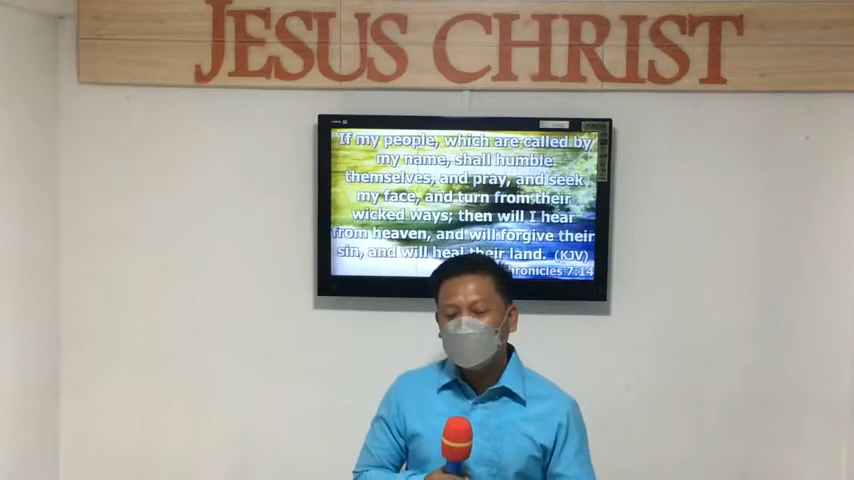 JESUS CHRIST
If my people, which are called by
my name, shall humble
themselves, and pray, and seek
my face, and turn from their
wicked ways; then will I hear
from heaven, and will forgive their
sin, and will heal their land. (KJV)
7:14